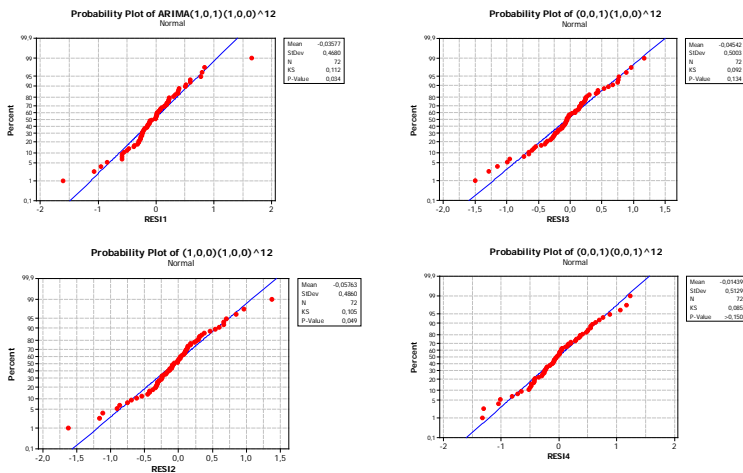 Probability Plot of ARIMA(1,0,1)(1,0,0)^12
Normal
99,9
99
95
90
80
70
60
50
40
30
20
10
5
1
0,1
Percent
-2
-1
0
1
2
RESI1
Mean -0,03577
StDev 0,4680
N 72
KS 0,112
P-Value 0,034
Probability Plot of (0,0,1)(1,0,0)^12
Normal
99,9
99
95
90
80
70
60
50
40
30
20
10
5
1
0,1
Percent
-2,0
-1,5
-1,0
-0,5
0,0
0,5
1,0
1,5
RESI3
Mean -0,04542
StDev 0,5003
N 72
KS 0,092
P-Value 0,134
Probability Plot of (1,0,0)(1,0,0)^12
Normal
99,9
99
95
90
80
70
60
50
40
30
20
10
5
1
0,1
Percent
-1,5
-1,0
-0,5
0,0
0,5
1,0
1,5
RESI2
Mean -0,05763
StDev 0,4860
N 72
KS 0,105
P-Value 0,049
Probability Plot of (0,0,1)(0,0,1)^12
Normal
99,9
99
95
90
80
70
60
50
40
30
20
10
5
1
0,1
Percent
-2
-1
0
1
2
RESI4
Mean -0,01439
StDev 0,5129
N 72
KS 0,085
P-Value >0,150